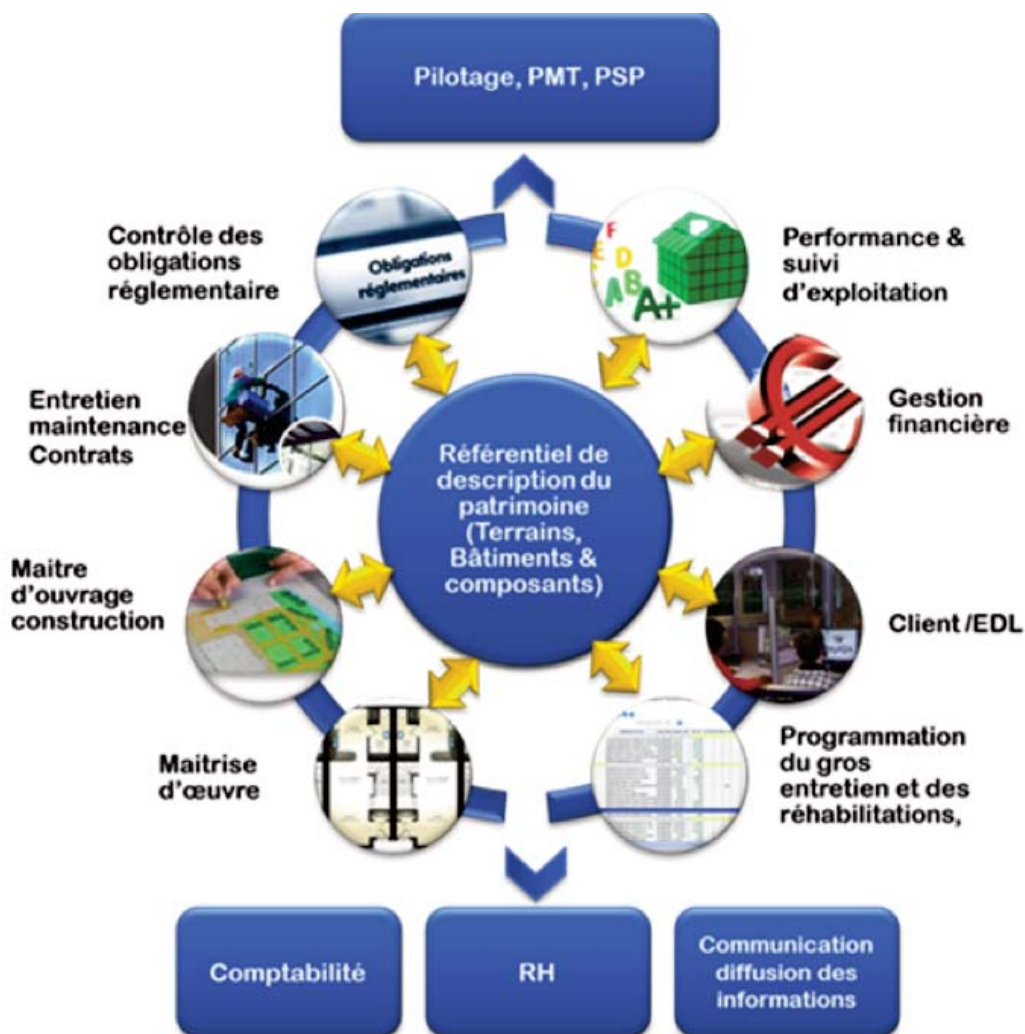 Pilotage, PMT, PSP
Contrôle des
obligations
réglementaire
Obligations
réglementaires
F
E
D
A
B
A+
Performance &
suivi
d'exploitation
Entretien
maintenance
Contrats
Gestion
financière
Référentiel de
description du
patrimoine
(Terrains,
Bâtiments &
composants)
Maitre
d'ouvrage
construction
Client /EDL
Maitrise
d'œuvre
Programmation
du gros
entretien et des
réhabilitations,
Comptabilité
RH
Communication
diffusion des
informations